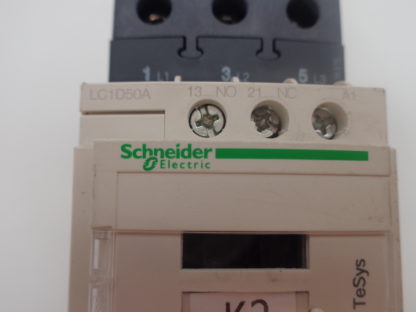 1 L1 3 L2 5 L3
LC1D50A 13 NO 21 NC A1
Schneider
Electric
TeSys
K2